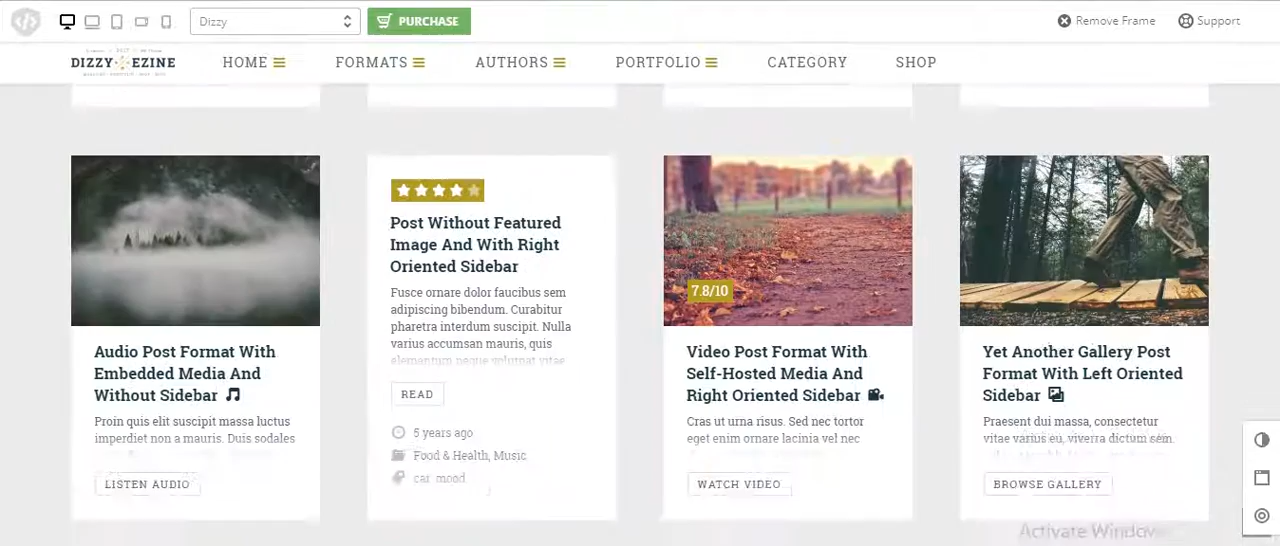 Dizzy
PURCHASE
Remove Frame
Support
DIZZY EZINE
HOME
FORMATS
AUTHORS
PORTFOLIO
CATEGORY
SHOP
Audio Post Format With
Embedded Media And
Without Sidebar
Proin quis elit suscipit massa luctus
imperdiet non a mauris. Duis sodales
LISTEN AUDIO
Post Without Featured
Image And With Right
Oriented Sidebar
Fusce ornare dolor faucibus sem
adipiscing bibendum. Curabitur
pharetra interdum suscipit. Nulla
varius accumsan mauris, quis
elementum neque volutpat vitae
READ
5 years ago
Food & Health, Music
car mood
7.8/10
Video Post Format With
Self-Hosted Media And
Right Oriented Sidebar
Cras ut urna risus. Sed nec tortor
eget enim ornare lacinia vel nec
WATCH VIDEO
Yet Another Gallery Post
Format With Left Oriented
Sidebar
Praesent dui massa, consectetur
vitae varius eu, viverra dictum sem.
BROWSE GALLERY
Activate Windows